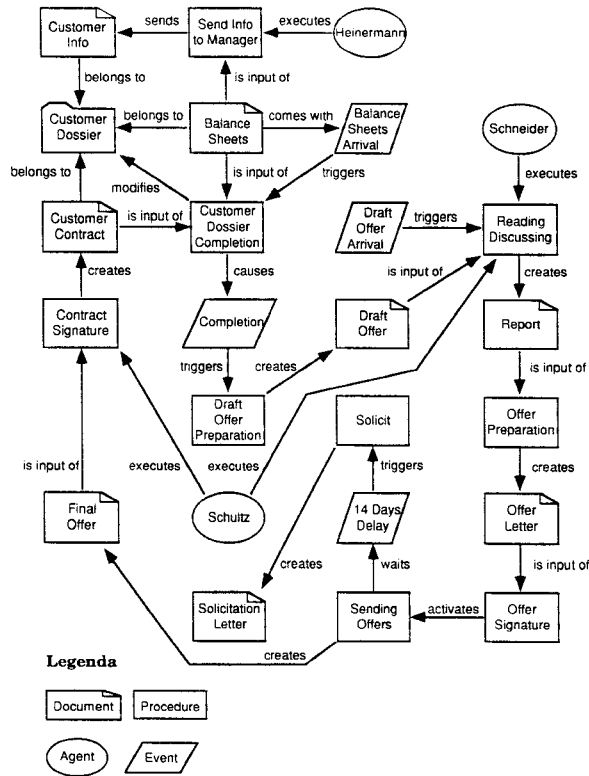 Customer
Info
sends
Send Info
to Manager
executes
Heinermann
belongs to
is input of
Customer
Dossier
belongs to
Balance
Sheets
comes with
Balance
Sheets
Arrival
Schneider
belongs to
modifies
is input of
triggers
executes
Customer
Contract
is input of
Customer
Dossier
Completion
Draft
Offer
Arrival
triggers
Reading
Discussing
creates
causes
is input of
creates
Contract
Signature
Completion
Draft
Offer
Report
triggers
creates
is input of
Draft
Offer
Preparation
Solicit
Offer
Preparation
is input of
executes
executes
triggers
creates
Final
Offer
Schultz
14 Days
Delay
Offer
Letter
creates
waits
is input of
Solicitation
Letter
Sending
Offers
activates
Offer
Signature
creates
Legenda
Document
Procedure
Agent
Event